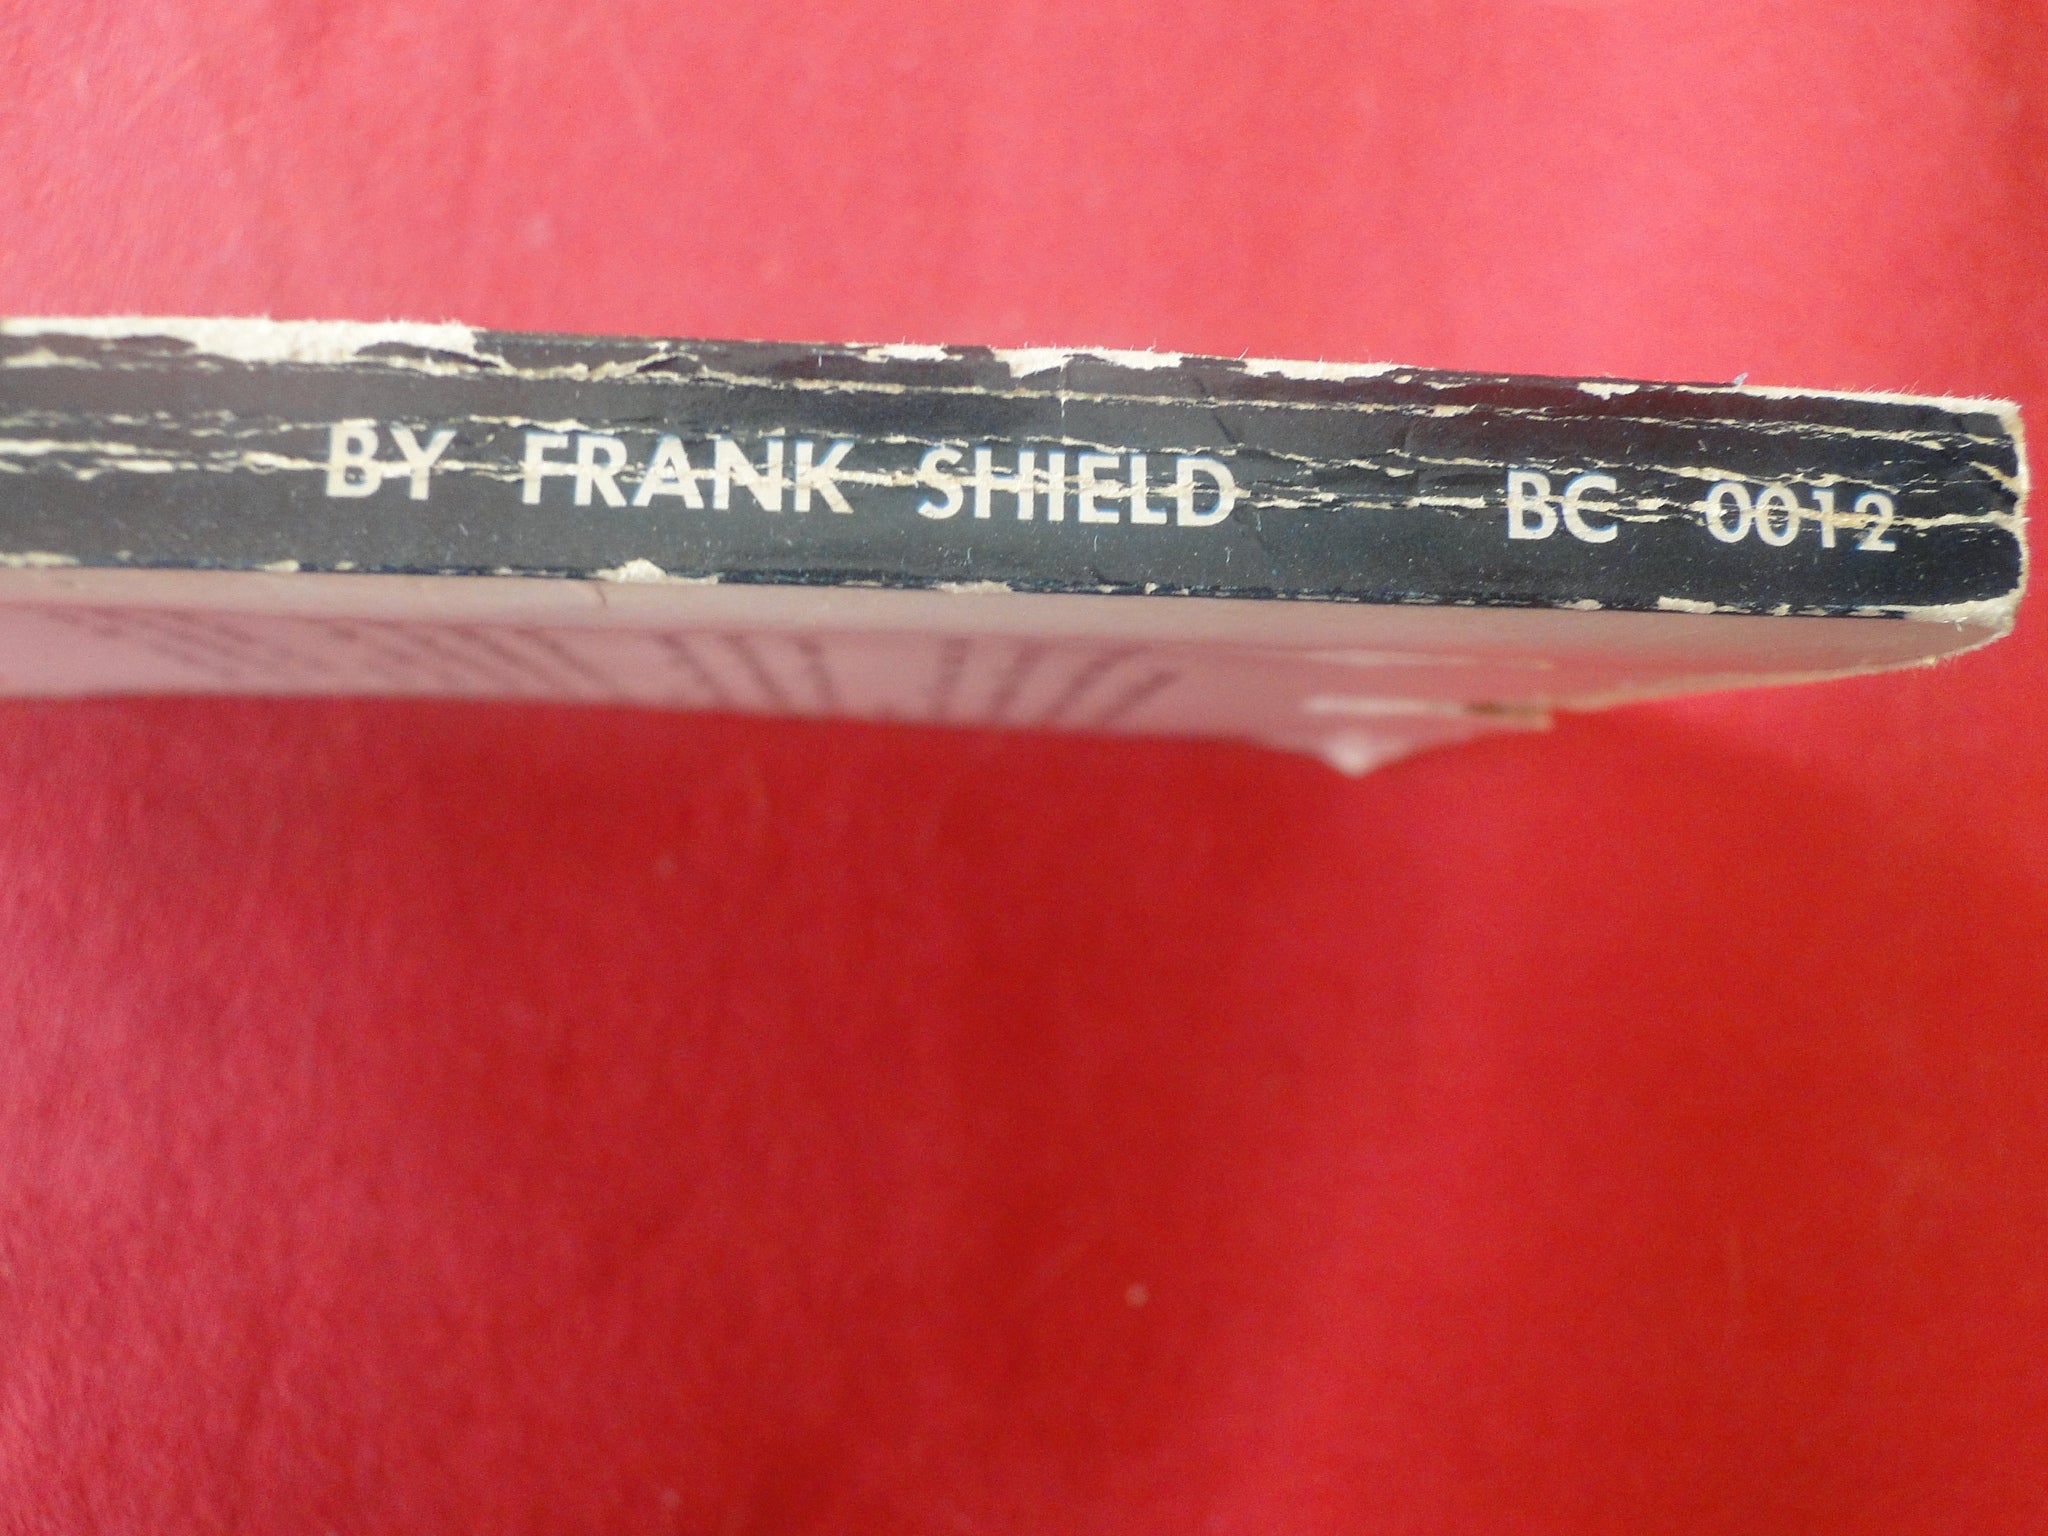 BY FRANK SHIELD BC 0012